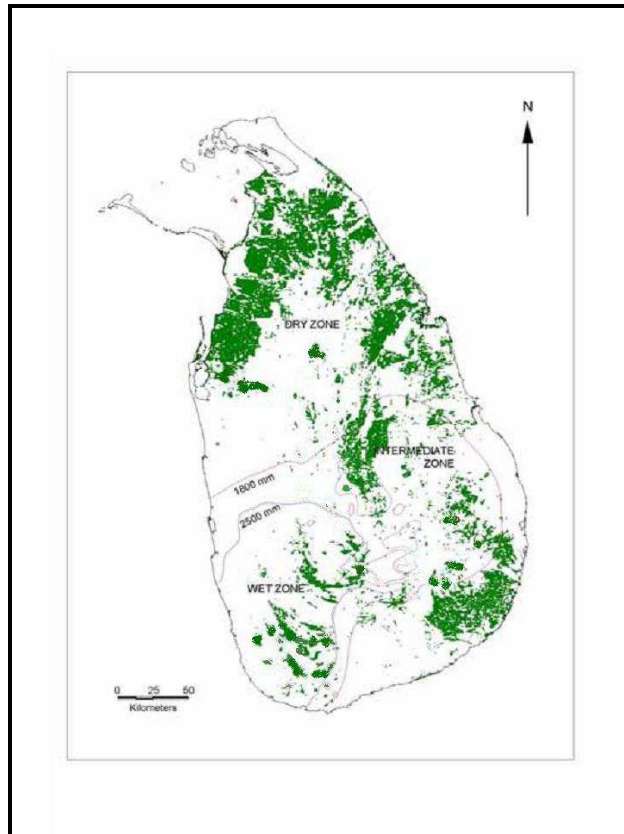 N
DRY ZONE
INTERMEDIATE
ZONE
1800 mm
2500 mm
WET ZONE
0 25 50
Kilometers